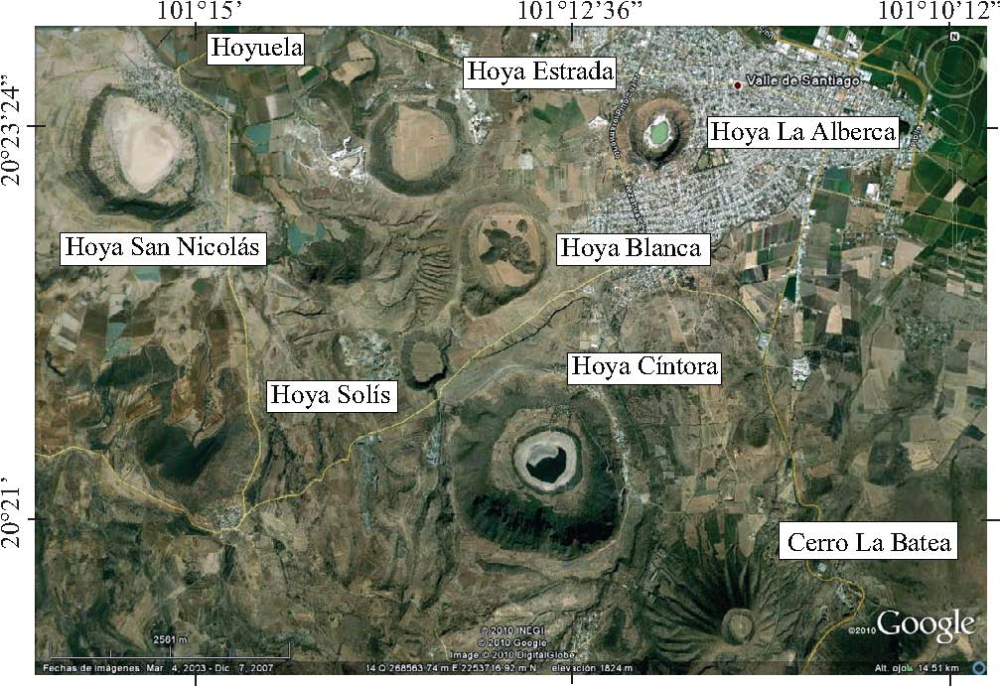 101°15’
101°12’36”
101°10’12”
Hoyuela
N
Hoya Estrada
Valle de Santiago
20°23’24”
Hoya La Alberca
Hoya San Nicolás
Hoya Blanca
Hoya Cíntora
Hoya Solís
20°21’
Cerro La Batea
2561 m
© 2010 INEGI
© 2010 Google
Image © 2010 DigitalGlobe
©2010 Google
Fechas de imágenes: Mar. 4, 2003 - Dic 7, 2007
14 Q 268563.74 m E 2253716.92 m N elevación 1824 m
Alt. ojo 14.51 km